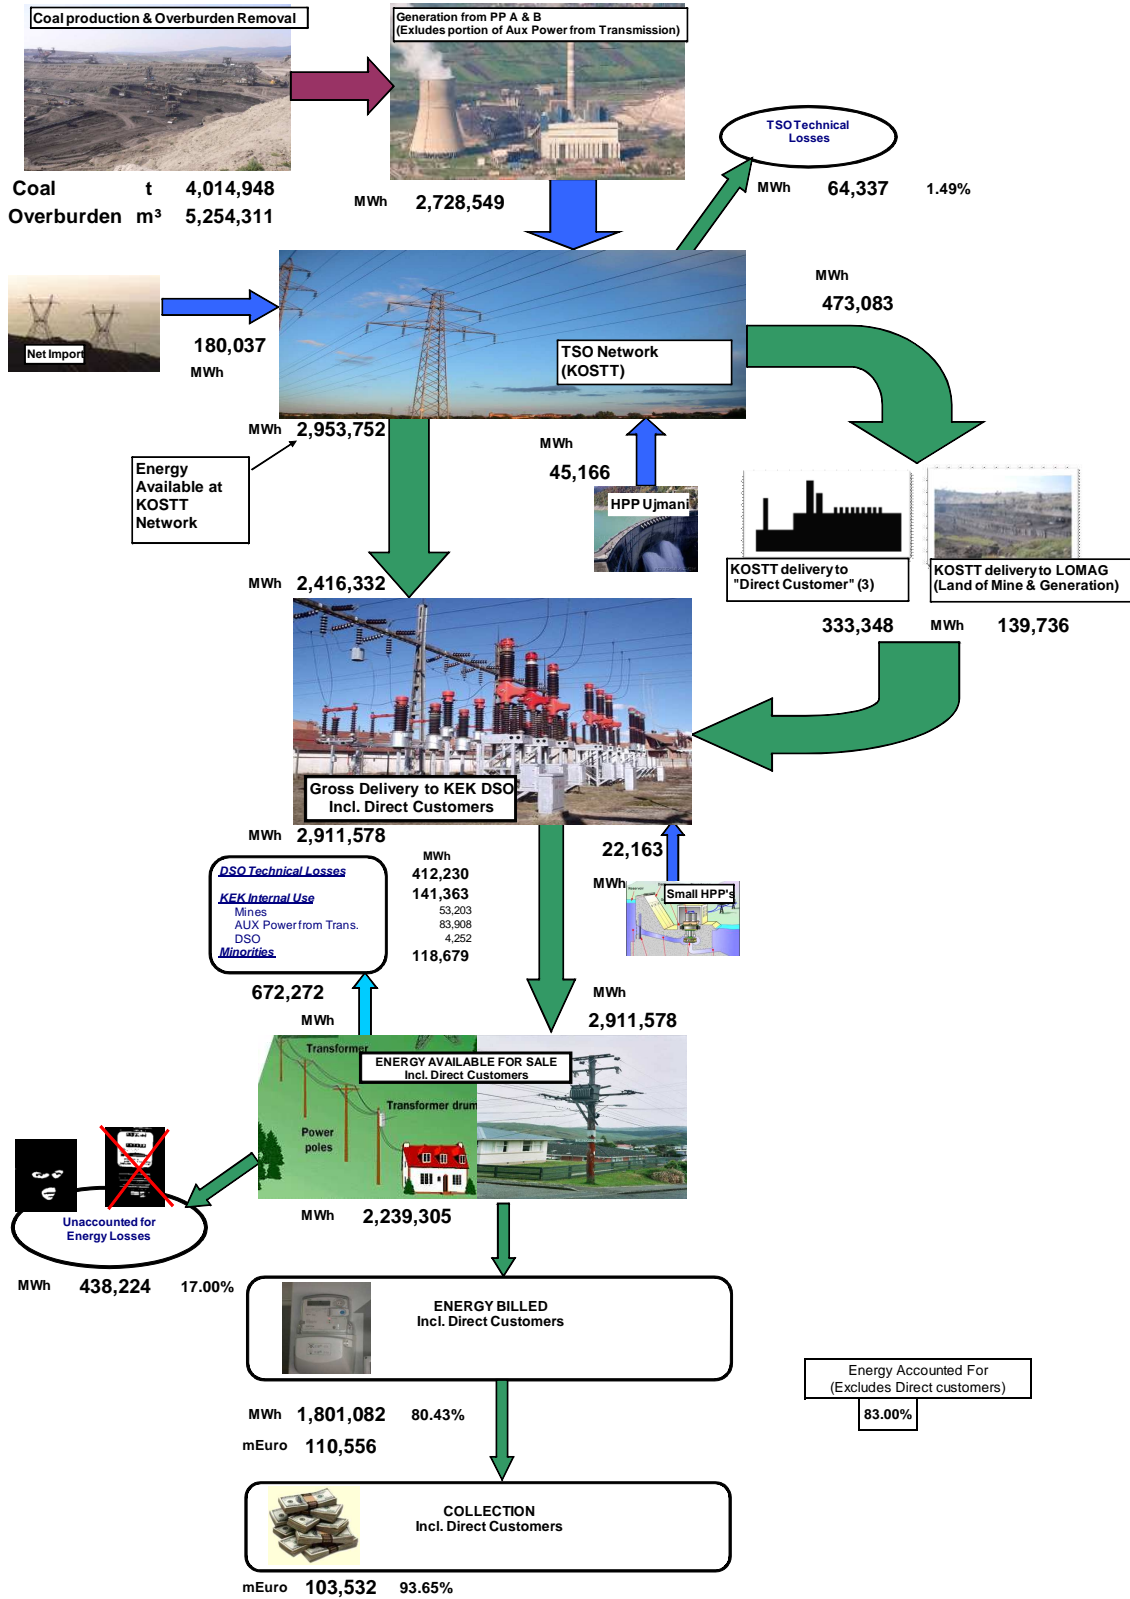 Coal production & Overburden Removal
Generation from PP A & B
(Exludes portion of Aux Power from Transmission)
TSO Technical
Losses
Coal t 4,014,948
Overburden m³ 5,254,311
MWh 2,728,549
MWh 64,337 1.49%
MWh
473,083
Net Import
180,037
MWh
TSO Network
(KOSTT)
MWh 2,953,752
Energy
Available at
KOSTT
Network
MWh
45,166
HPP Ujmani
KOSTT delivery to
"Direct Customer" (3)
KOSTT delivery to LOMAG
(Land of Mine & Generation)
MWh 2,416,332
333,348 MWh 139,736
Gross Delivery to KEK DSO
Incl. Direct Customers
MWh 2,911,578
22,163
MWh
Small HPP's
MWh
DSO Technical Losses 412,230
KEK Internal Use 141,363
Mines 53,203
AUX Power from Trans. 83,908
DSO 4,252
Minorities 118,679
672,272
MWh
MWh
2,911,578
Transformer
ENERGY AVAILABLE FOR SALE
Incl. Direct Customers
Transformer drum
Power
poles
Unaccounted for
Energy Losses
MWh 438,224 17.00%
MWh 2,239,305
ENERGY BILLED
Incl. Direct Customers
MWh 1,801,082 80.43%
mEuro 110,556
Energy Accounted For
(Excludes Direct customers)
83.00%
COLLECTION
Incl. Direct Customers
mEuro 103,532 93.65%